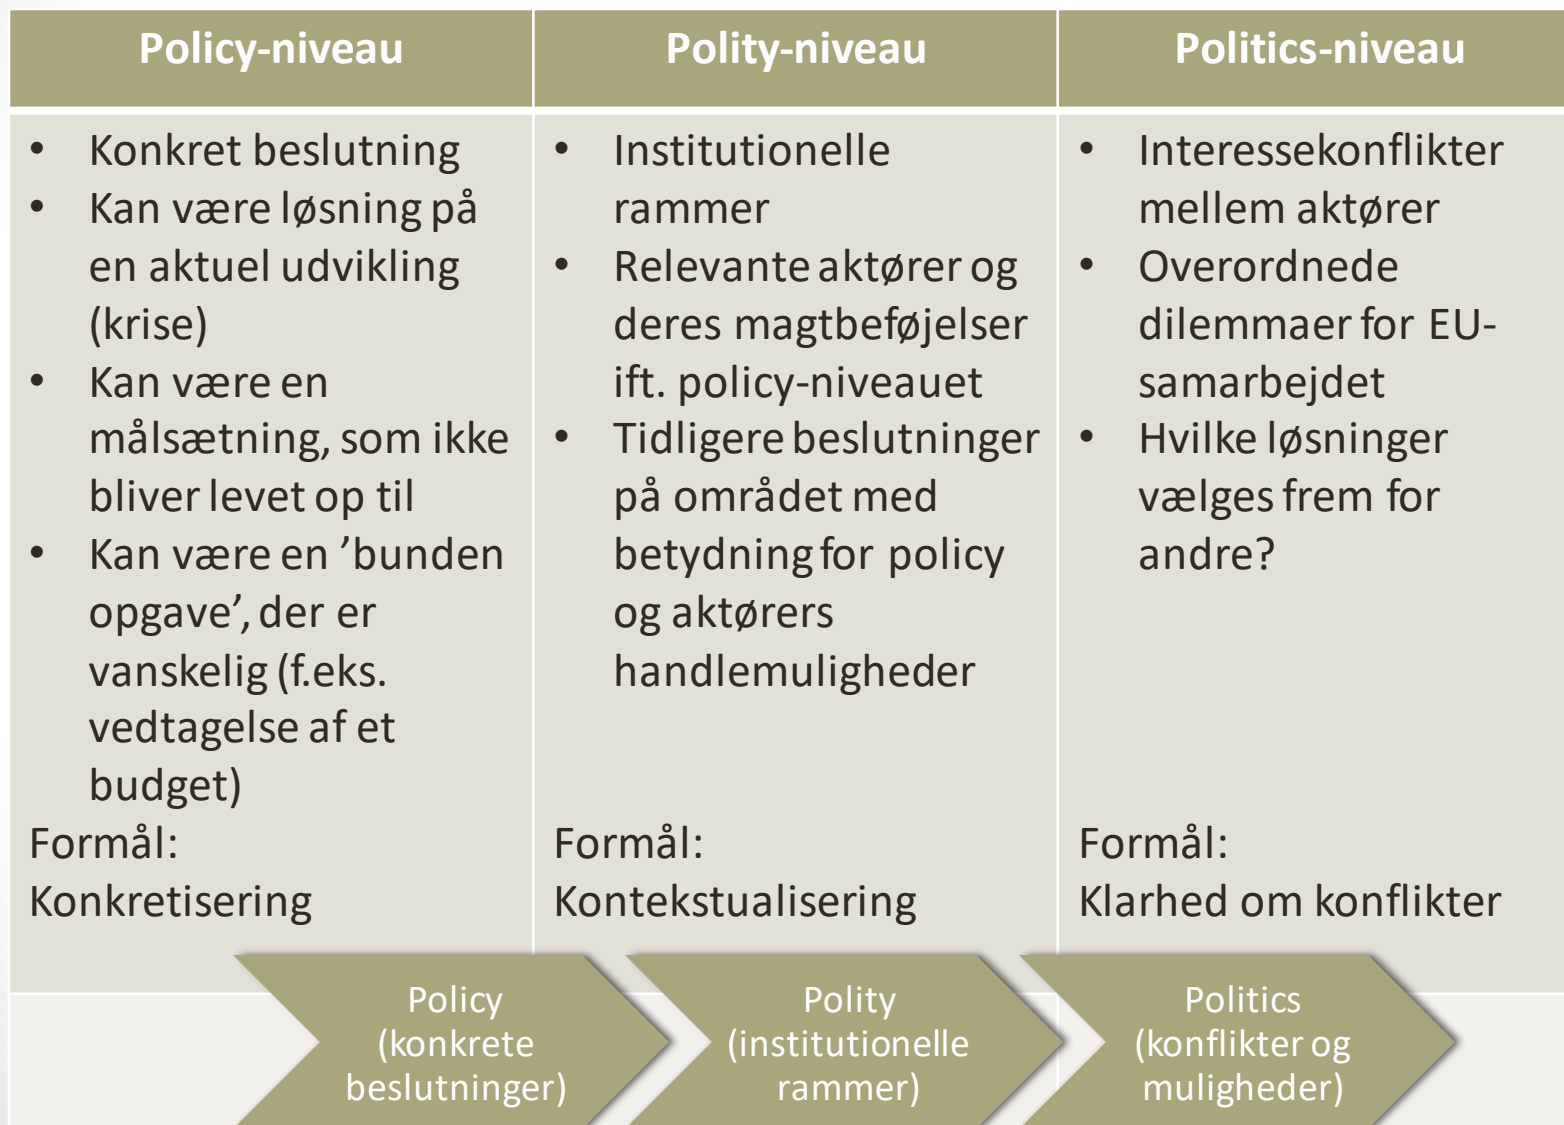 Policy-niveau
• Konkret beslutning
• Kan være løsning på
en aktuel udvikling
(krise)
• Kan være en
målsætning, som ikke
bliver levet op til
• Kan være en ’bunden
opgave’, der er
vanskelig (f.eks.
vedtagelse af et
budget)
Formål:
Konkretisering
Polity-niveau
• Institutionelle
rammer
• Relevante aktører og
deres magtbeføjelser
ift. policy-niveauet
• Tidligere beslutninger
på området med
betydning for policy
og aktørers
handlemuligheder
Formål:
Kontekstualisering
Politics-niveau
• Interessekonflikter
mellem aktører
• Overordnede
dilemmaer for EU-
samarbejdet
• Hvilke løsninger
vælges frem for
andre?
Formål:
Klarhed om konflikter
Policy
(konkrete
beslutninger)
Polity
(institutionelle
rammer)
Politics
(konflikter og
muligheder)